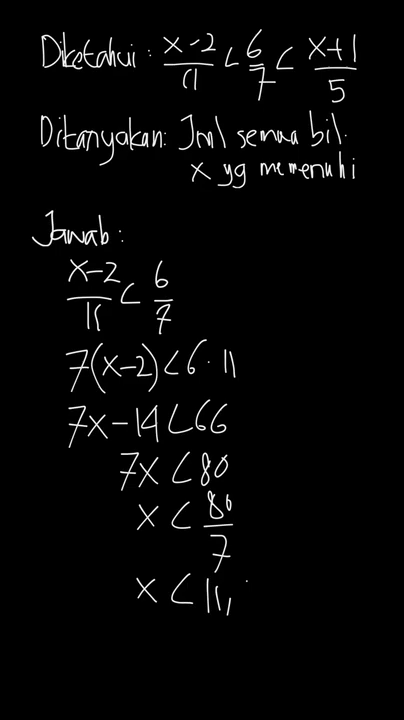 Diketahui : x-2/11 < 6/7 < x+1/5
Ditanyakan: Jml semua bil.
x yg memenuhi
Jawab :
x-2/11 < 6/7
7(x-2) < 6 · 11
7x - 14 < 66
7x < 80
x < 80/7
x < 11,